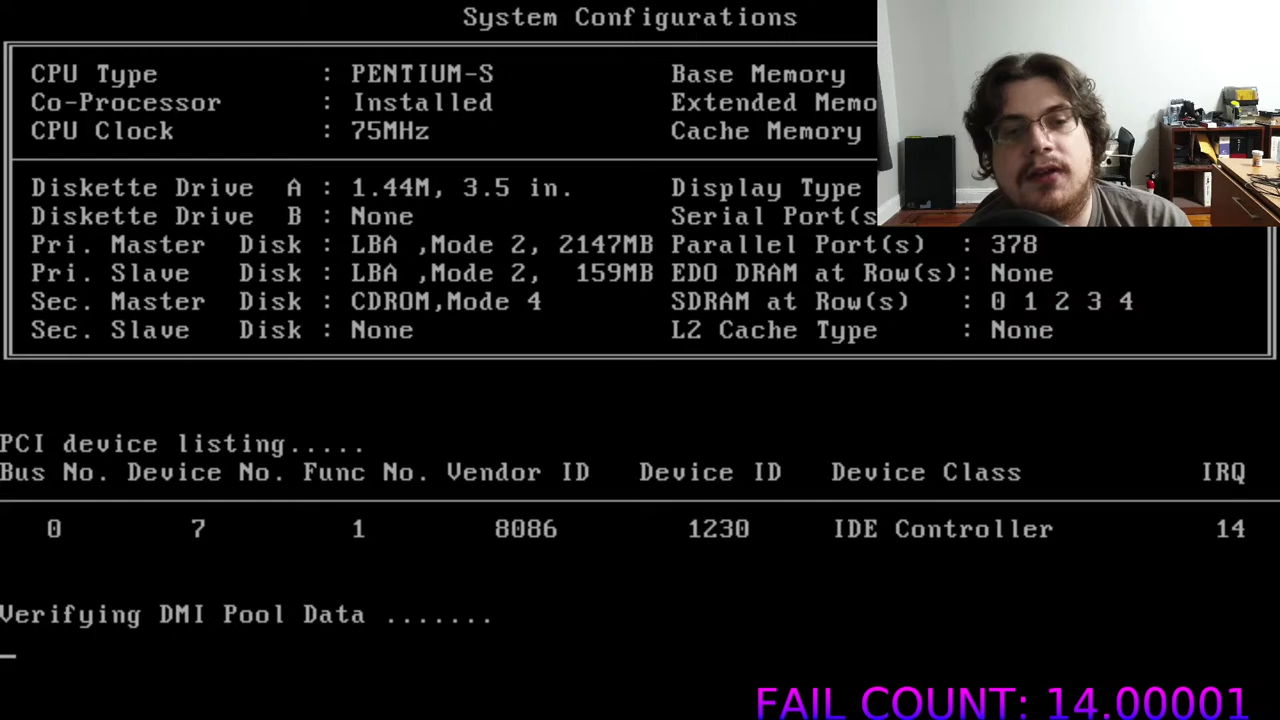 System Configurations
CPU Type : PENTIUM-S Base Memory
Co-Processor : Installed Extended Memo
CPU Clock : 75MHz Cache Memory
Diskette Drive A : 1.44M, 3.5 in. Display Type
Diskette Drive B : None Serial Port(s
Pri. Master Disk : LBA ,Mode 2, 2147MB Parallel Port(s) : 378
Pri. Slave Disk : LBA ,Mode 2, 159MB EDO DRAM at Row(s): None
Sec. Master Disk : CDROM,Mode 4 SDRAM at Row(s) : 0 1 2 3 4
Sec. Slave Disk : None L2 Cache Type : None
PCI device listing.....
Bus No. Device No. Func No. Vendor ID Device ID Device Class IRQ
0 7 1 8086 1230 IDE Controller 14
Verifying DMI Pool Data .......
_
FAIL COUNT: 14.00001